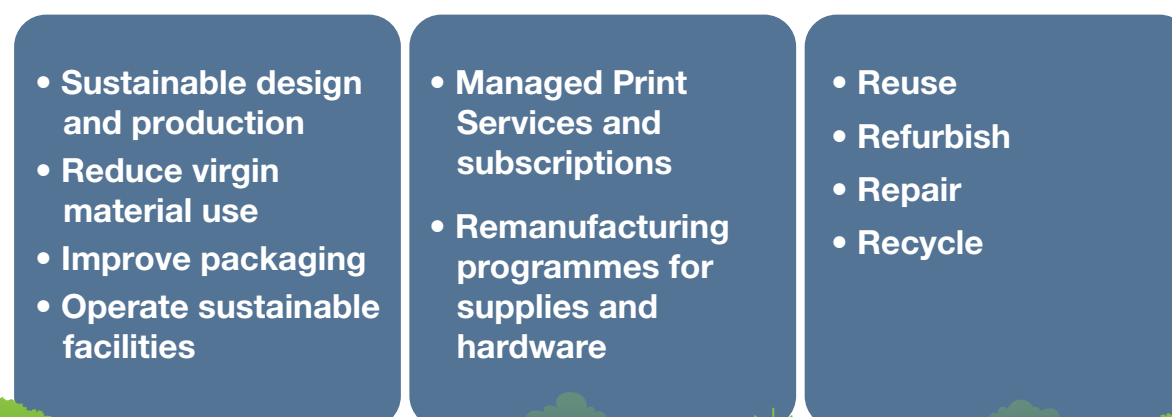 • Sustainable design
and production
• Reduce virgin
material use
• Improve packaging
• Operate sustainable
facilities
• Managed Print
Services and
subscriptions
• Remanufacturing
programmes for
supplies and
hardware
• Reuse
• Refurbish
• Repair
• Recycle